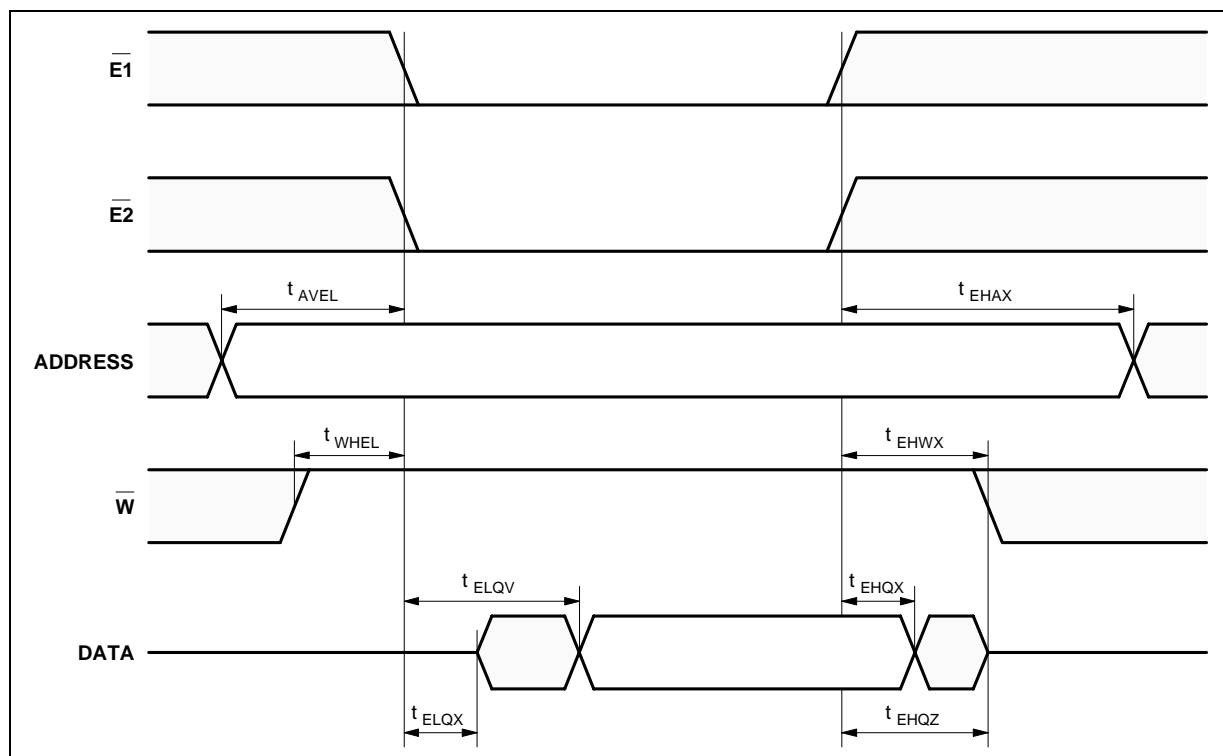 E1
E2
t AVEL
t EHAX
ADDRESS
t WHEL
t EHWX
W
t ELQV
t EHQX
DATA
t ELQX
t EHQZ